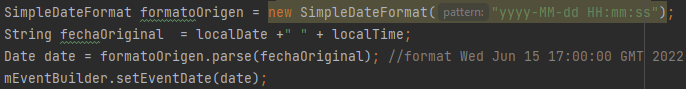 SimpleDateFormat formatoOrigen = new SimpleDateFormat( pattern: "yyyy-MM-dd HH:mm:ss");
String fechaOriginal  = localDate +" " + localTime;
Date date = formatoOrigen.parse(fechaOriginal); //format Wed Jun 15 17:00:00 GMT 2022
mEventBuilder.setEventDate(date);